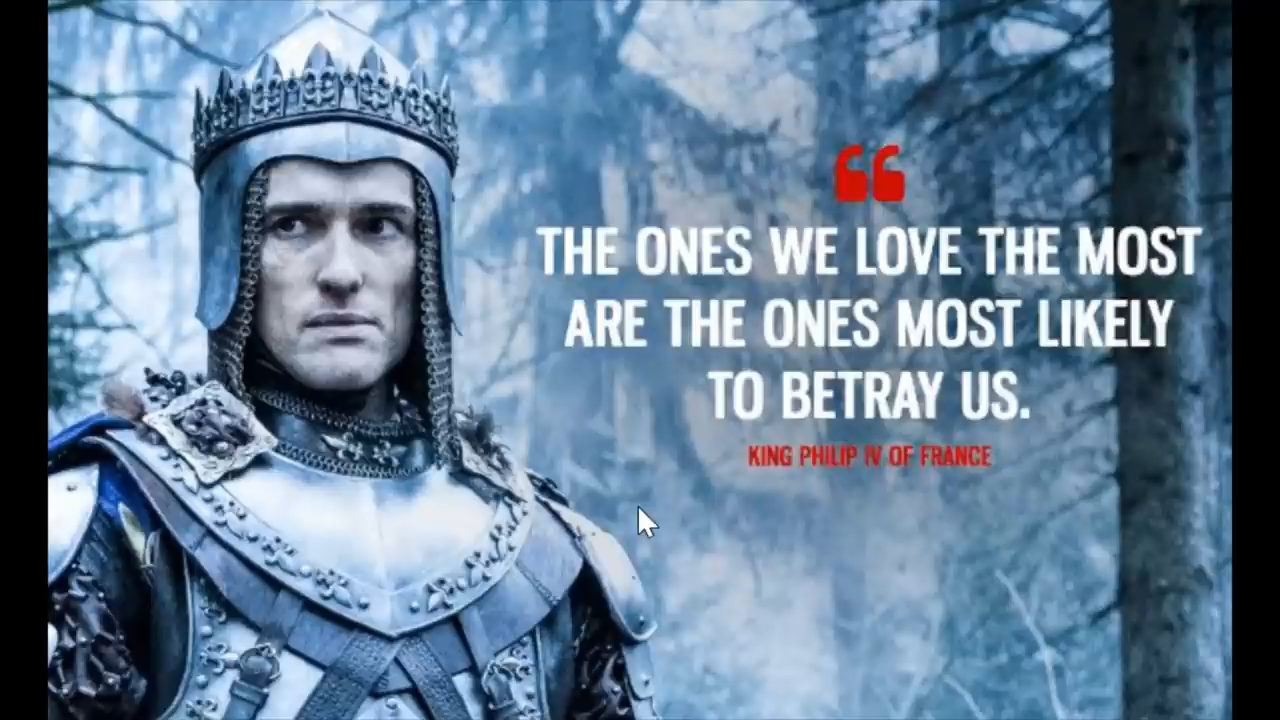 ❝
THE ONES WE LOVE THE MOST
ARE THE ONES MOST LIKELY
TO BETRAY US.
KING PHILIP IV OF FRANCE